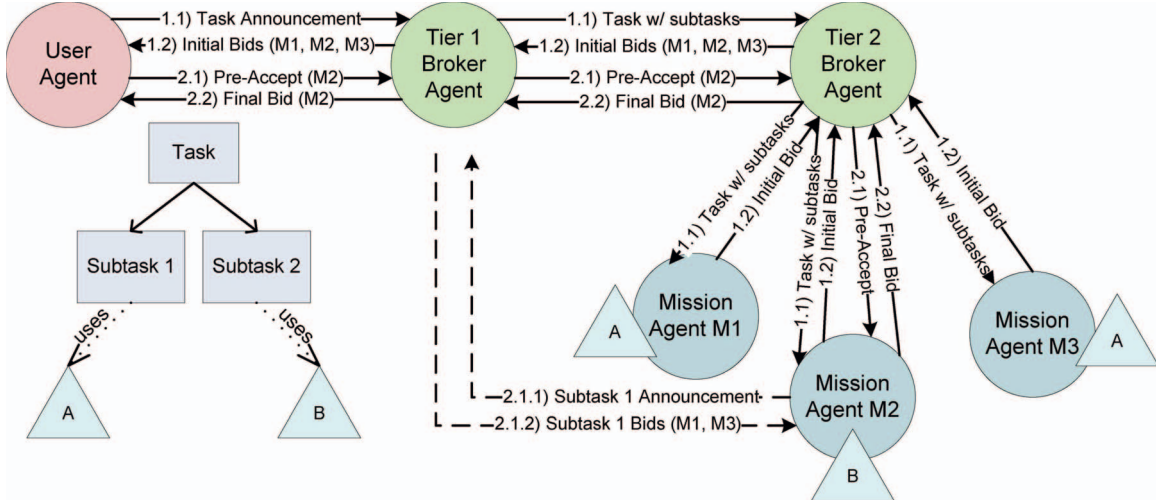 1.1) Task Announcement
1.2) Initial Bids (M1, M2, M3)
2.1) Pre-Accept (M2)
2.2) Final Bid (M2)
User
Agent
Tier 1
Broker
Agent
1.1) Task w/ subtasks
1.2) Initial Bids (M1, M2, M3)
2.1) Pre-Accept (M2)
2.2) Final Bid (M2)
Tier 2
Broker
Agent
Task
Subtask 1
Subtask 2
uses
uses
A
B
1.1) Task w/ subtasks
1.2) Initial Bid
1.1) Task w/ subtasks
1.2) Initial Bid
2.1) Pre-Accept
2.2) Final Bid
1.1) Task w/ subtasks
1.2) Initial Bid
A
Mission
Agent M1
Mission
Agent M3
A
2.1.1) Subtask 1 Announcement
2.1.2) Subtask 1 Bids (M1, M3)
Mission
Agent M2
B